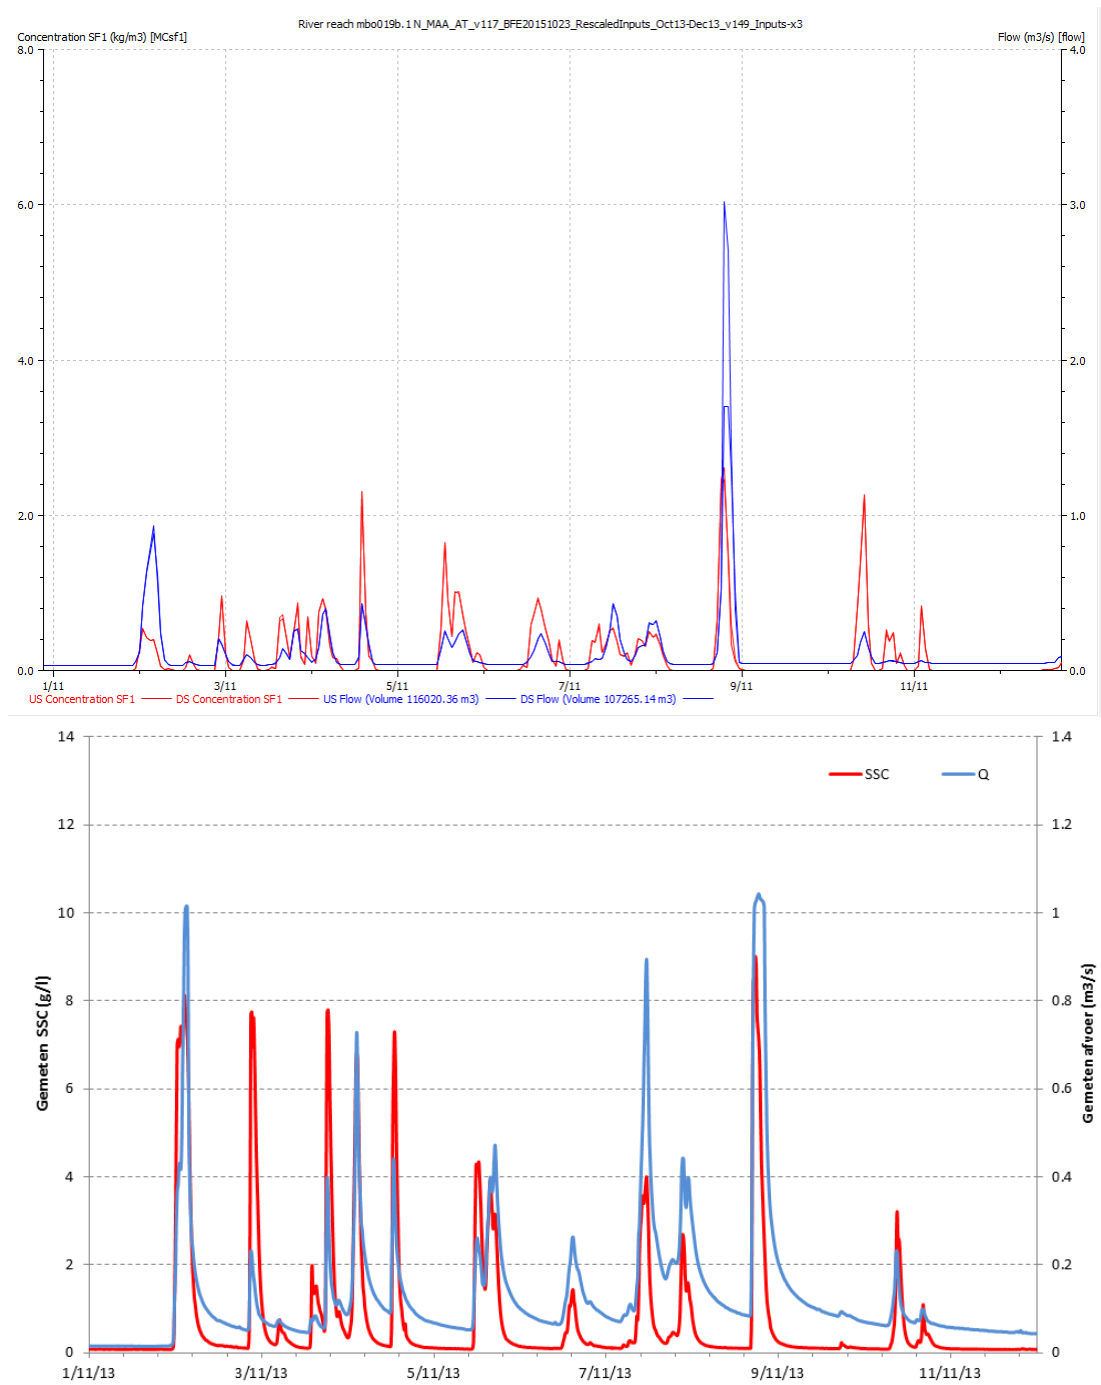 River reach mbo019b.1 N_MAA_AT_v117_BFE20151023_RescaledInputs_Oct13-Dec13_v149_Inputs-x3
Concentration SF1 (kg/m3) [MCsf1] Flow (m3/s) [flow]
8.0 4.0
6.0 3.0
4.0 2.0
2.0 1.0
0.0 0.0
1/11 3/11 5/11 7/11 9/11 11/11
US Concentration SF1 DS Concentration SF1 US Flow (Volume 116020.36 m3) DS Flow (Volume 107265.14 m3)
14 1.4
SSC Q
12 1.2
10 1
8 0.8
6 0.6
4 0.4
2 0.2
0 0
Gemeten SSC (g/l)
Gemeten afvoer (m3/s)
1/11/13 3/11/13 5/11/13 7/11/13 9/11/13 11/11/13